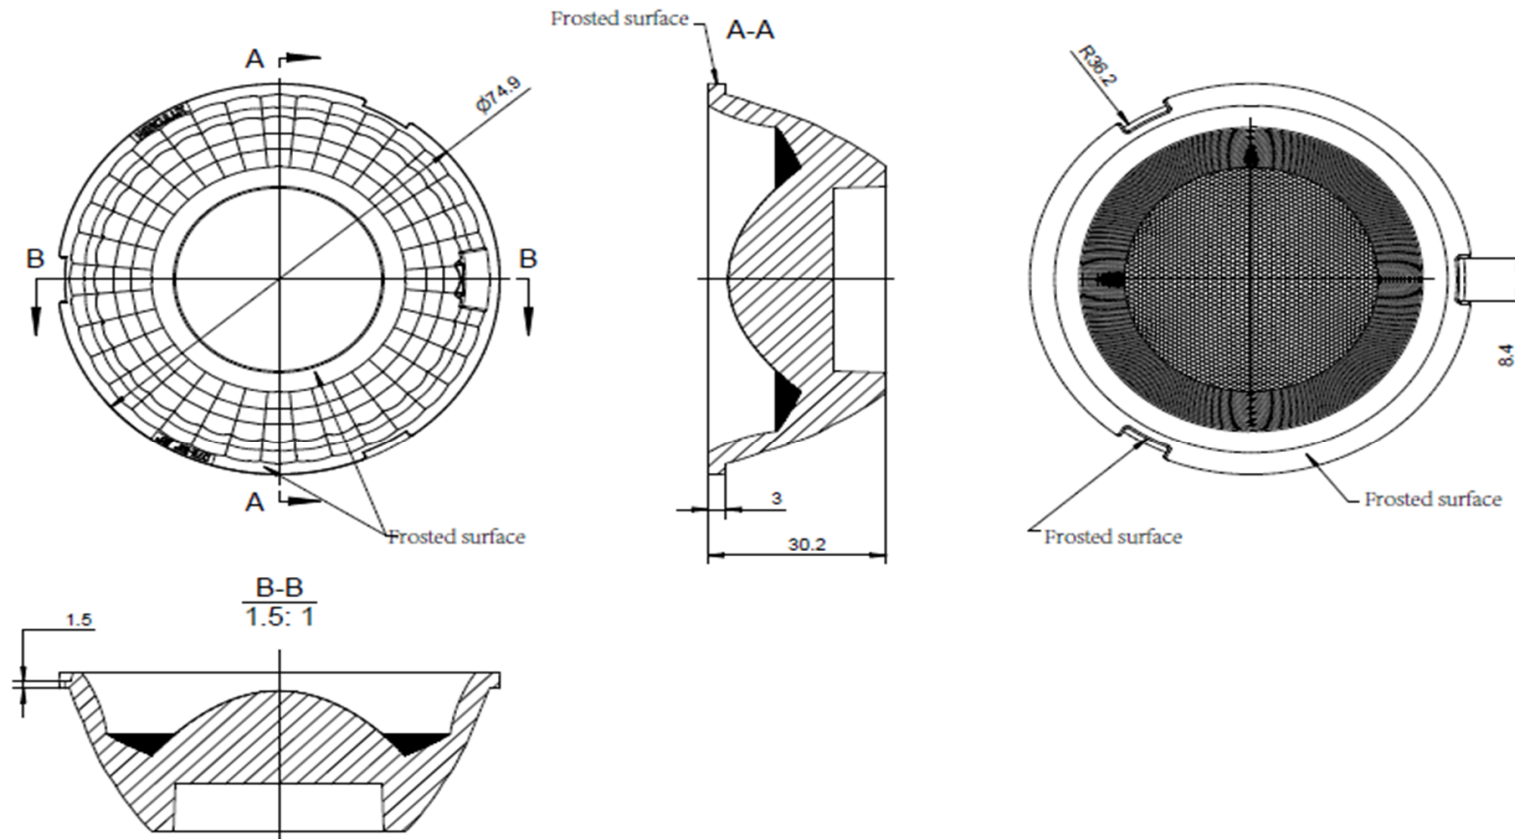 Frosted surface
A-A
A
Ø74.9
R36.2
B
B
8.4
A
3
Frosted surface
Frosted surface
Frosted surface
30.2
B-B
1.5: 1
1.5